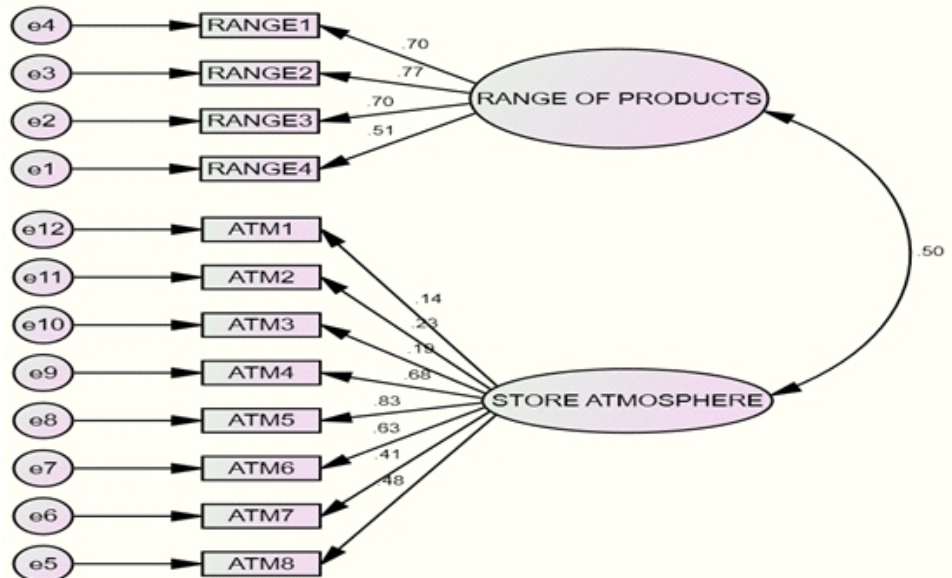 e4
RANGE1
.70
e3
RANGE2
.77
RANGE OF PRODUCTS
e2
RANGE3
.70
e1
RANGE4
.51
e12
ATM1
.50
e11
ATM2
.14
e10
ATM3
.23
.19
e9
ATM4
.68
STORE ATMOSPHERE
e8
ATM5
.83
.63
e7
ATM6
.41
.48
e6
ATM7
e5
ATM8